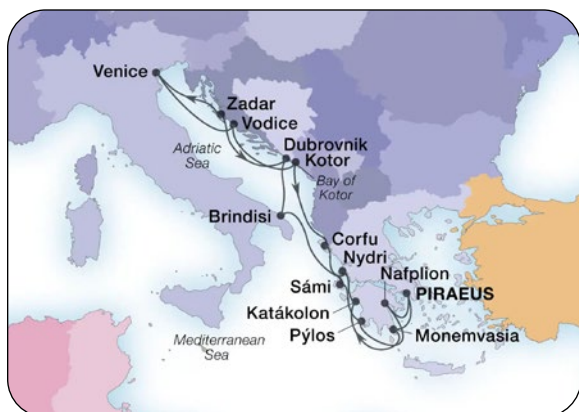 Venice
Zadar
Vodice
Adriatic
Sea
Dubrovnik
Kotor
Bay of
Kotor
Brindisi
Corfu
Nydri
Nafplion
Sámi
PIRAEUS
Katákolon
Pýlos
Monemvasia
Mediterranean
Sea